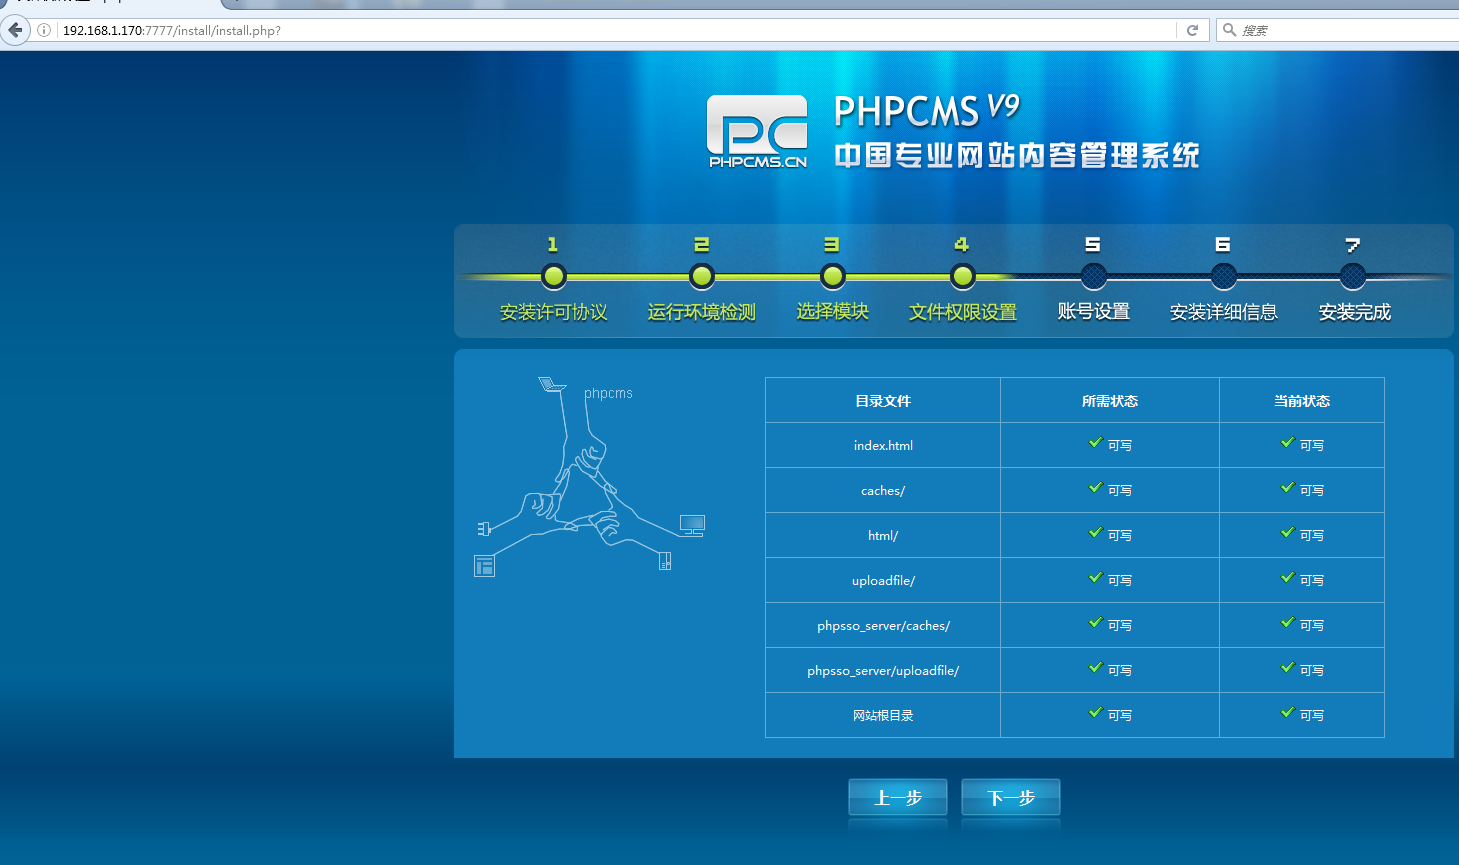 192.168.1.170:7777/install/install.php?
搜索
PHPCMS V9
PC
PHPCMS.CN
中国专业网站内容管理系统
1 2 3 4 5 6 7
安装许可协议 运行环境检测 选择模块 文件权限设置 账号设置 安装详细信息 安装完成
phpcms
目录文件 所需状态 当前状态
index.html 可写 可写
caches/ 可写 可写
html/ 可写 可写
uploadfile/ 可写 可写
phpsso_server/caches/ 可写 可写
phpsso_server/uploadfile/ 可写 可写
网站根目录 可写 可写
上一步 下一步